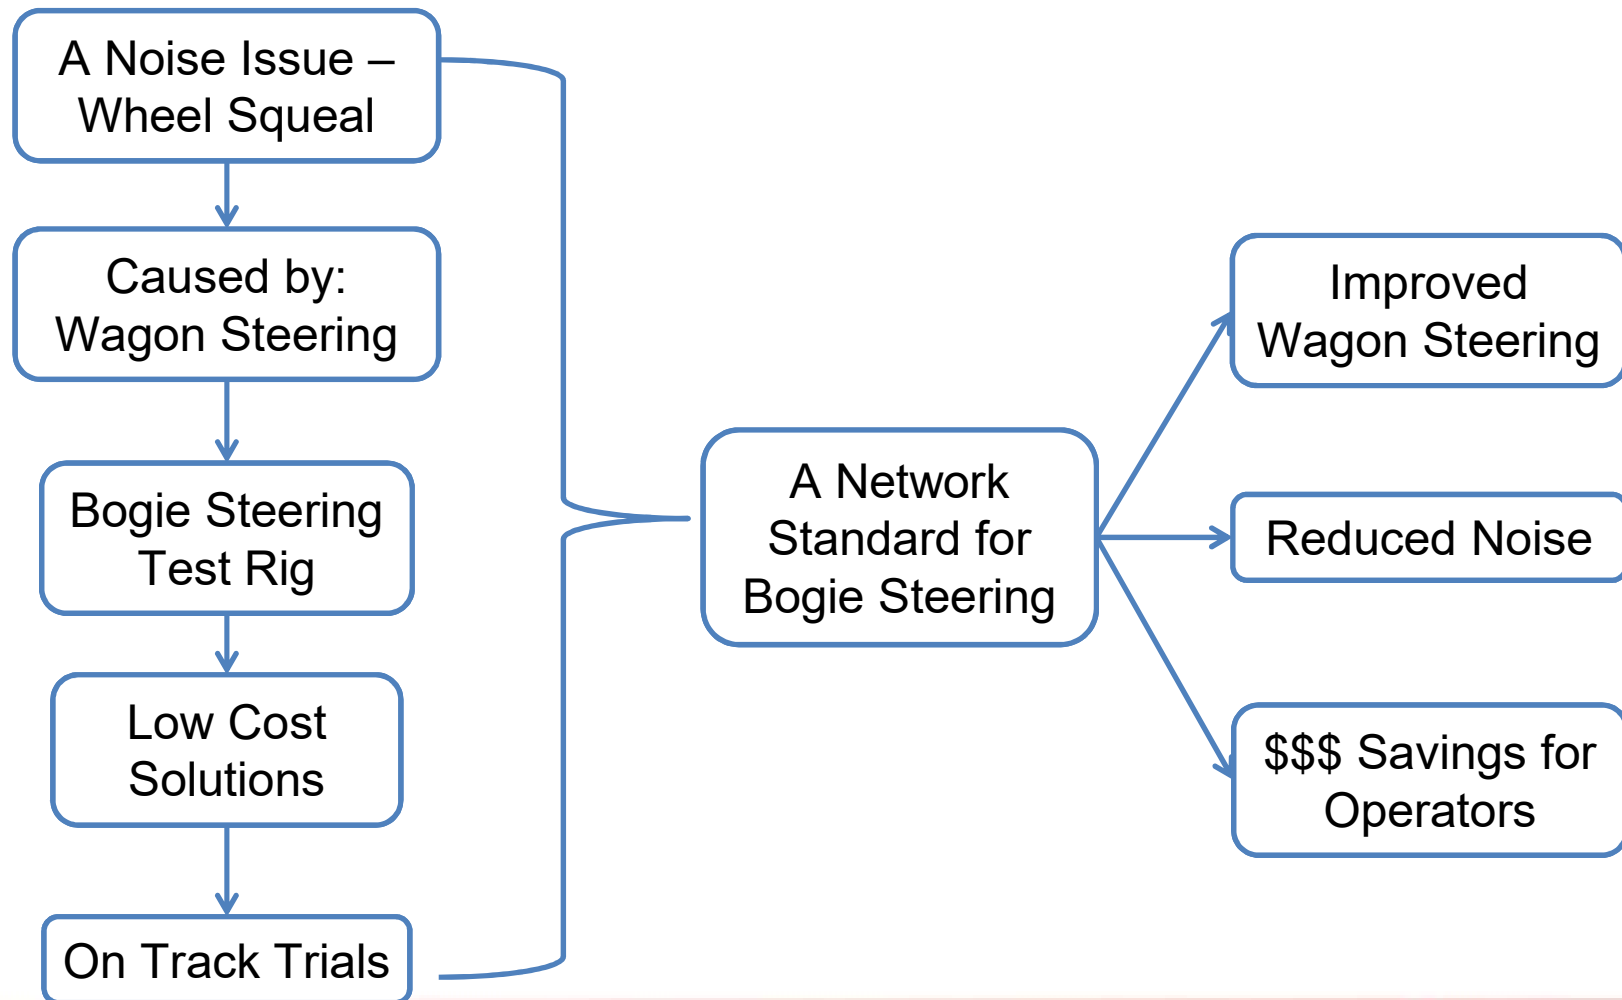 A Noise Issue –
Wheel Squeal
Caused by:
Wagon Steering
Bogie Steering
Test Rig
Low Cost
Solutions
On Track Trials
A Network
Standard for
Bogie Steering
Improved
Wagon Steering
Reduced Noise
$$$ Savings for
Operators